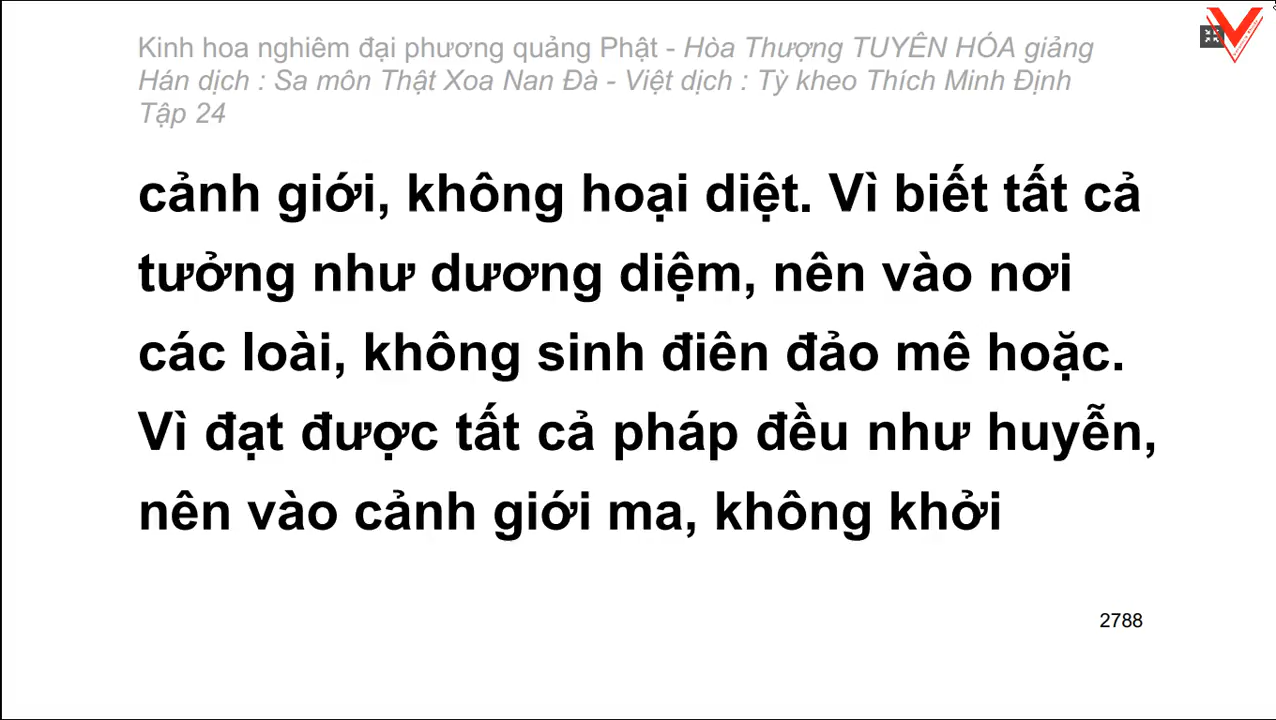 Kinh hoa nghiêm đại phương quảng Phật - Hòa Thượng TUYÊN HÓA giảng
Hán dịch : Sa môn Thật Xoa Nan Đà - Việt dịch : Tỳ kheo Thích Minh Định
Tập 24
cảnh giới, không hoại diệt. Vì biết tất cả
tưởng như dương diệm, nên vào nơi
các loài, không sinh điên đảo mê hoặc.
Vì đạt được tất cả pháp đều như huyễn,
nên vào cảnh giới ma, không khởi
2788